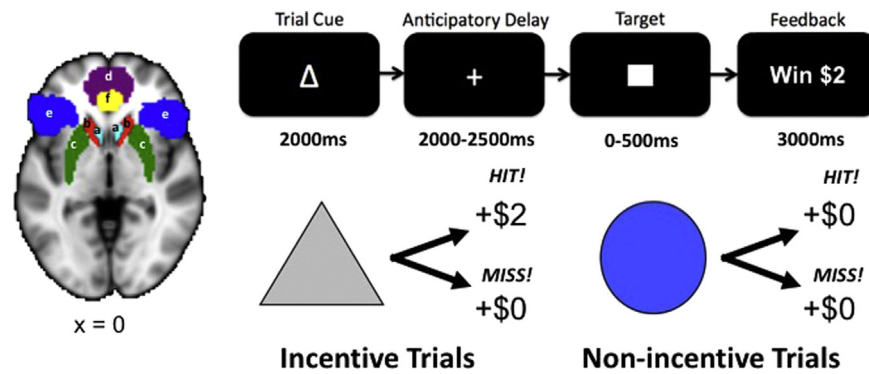 Trial Cue
Anticipatory Delay
Target
Feedback
Δ
+
Win $2
2000ms
2000-2500ms
0-500ms
3000ms
d
f
e
e
b
a
a
b
c
c
x = 0
HIT!
+$2
MISS!
+$0
Incentive Trials
HIT!
+$0
MISS!
+$0
Non-incentive Trials